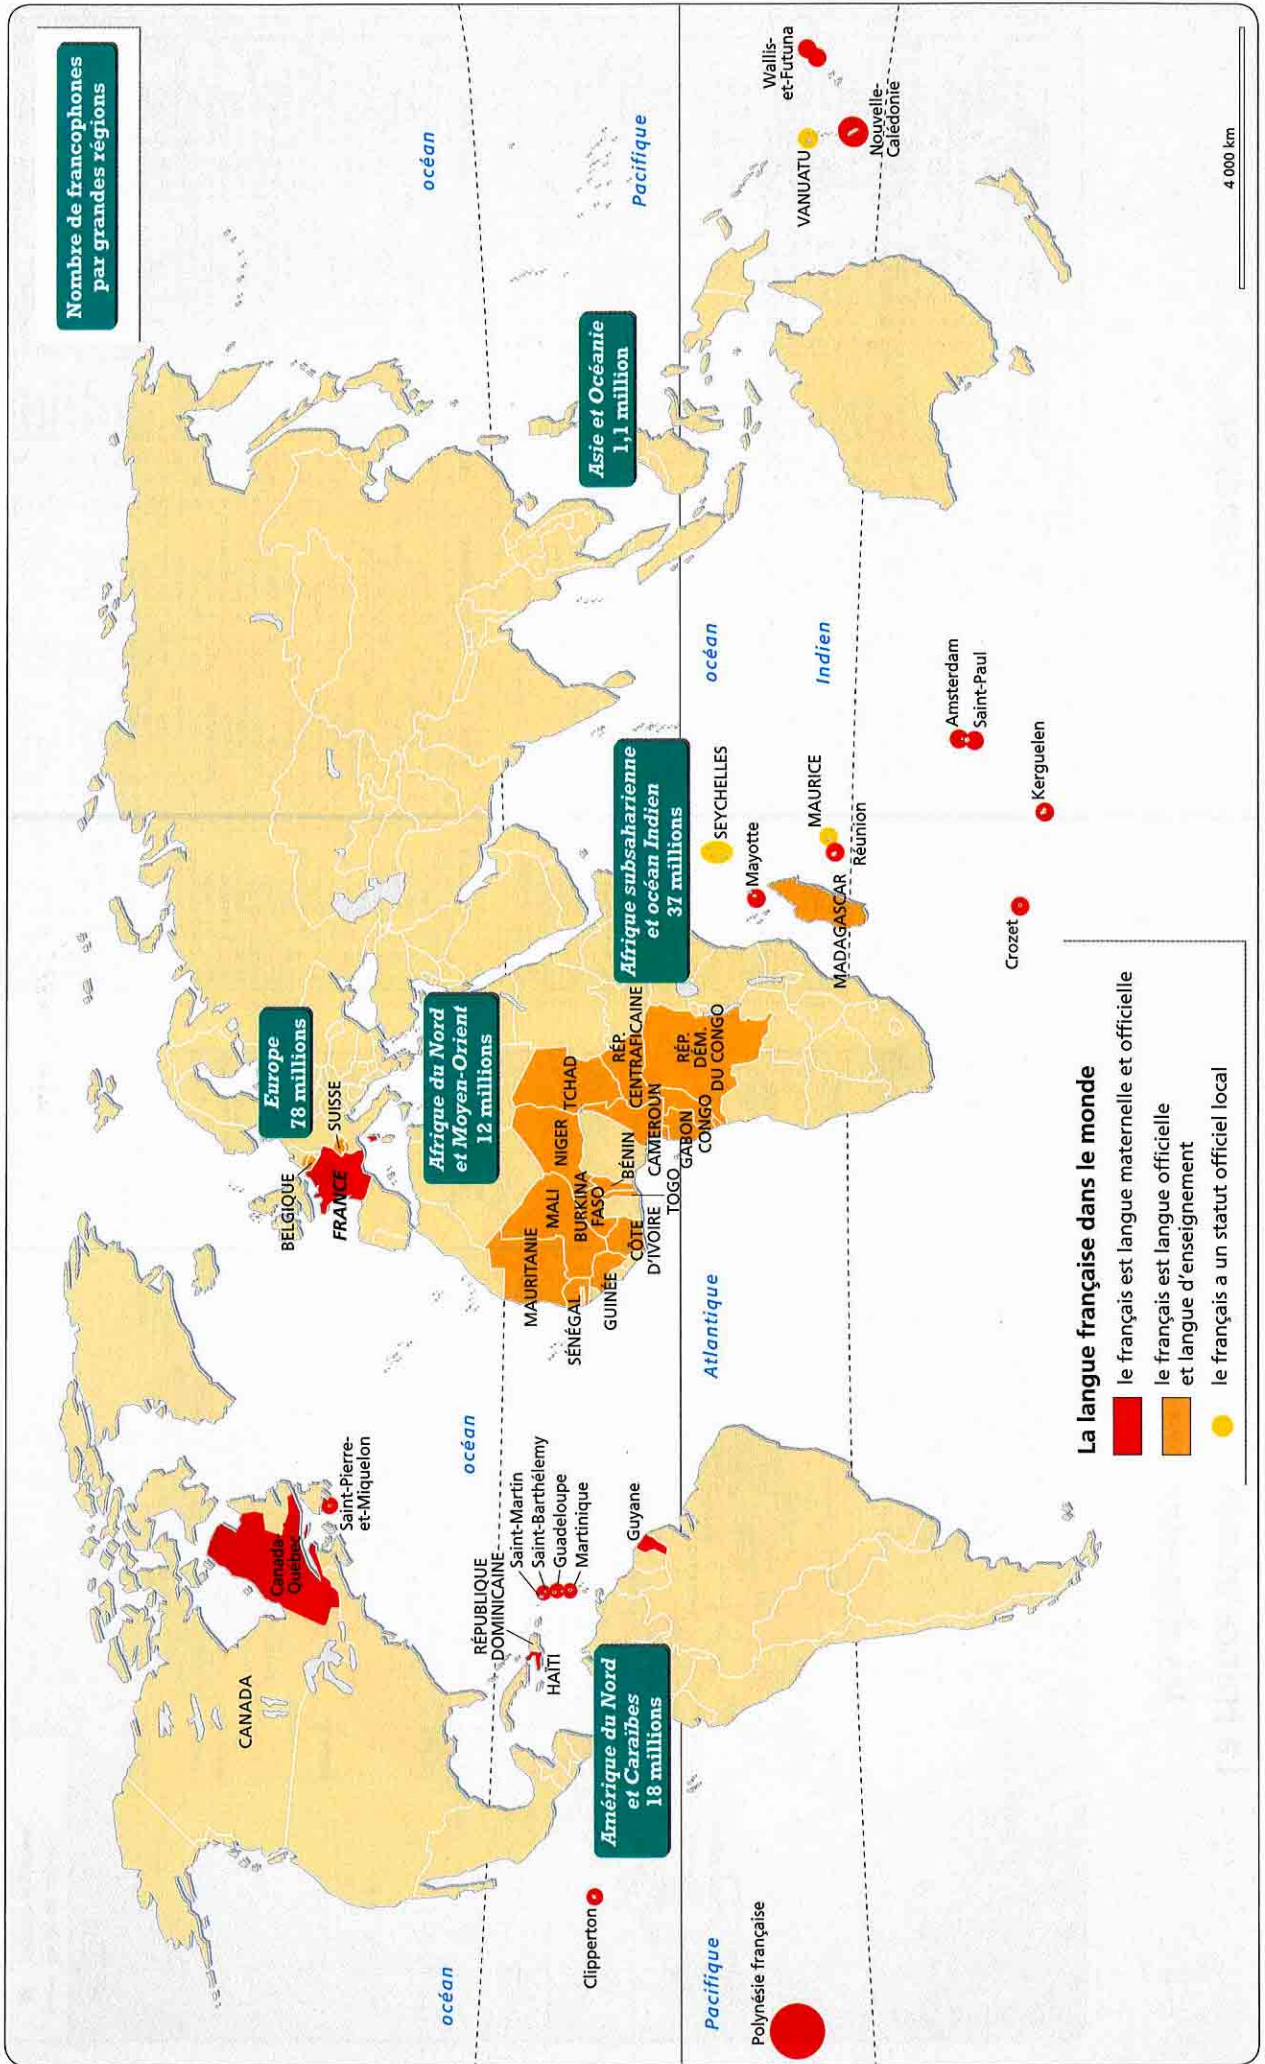 Nombre de francophones
par grandes régions
océan
Pacifique
Wallis-
et-Futuna
VANUATU
Nouvelle-
Calédonie
4 000 km
Asie et Océanie
1,1 million
océan
Indien
Amsterdam
Saint-Paul
Kerguelen
Crozet
SEYCHELLES
Mayotte
MAURICE
Réunion
MADAGASCAR
Afrique subsaharienne
et océan Indien
37 millions
Europe
78 millions
SUISSE
BELGIQUE
FRANCE
Afrique du Nord
et Moyen-Orient
12 millions
MAURITANIE
MALI
NIGER
TCHAD
SÉNÉGAL
BURKINA
FASO
GUINÉE
CÔTE
D'IVOIRE
TOGO
BÉNIN
CAMEROUN
RÉP.
CENTRAFICAINE
GABON
CONGO
RÉP.
DÉM.
DU CONGO
océan
Atlantique
CANADA
Canada-
Québec
Saint-Pierre-
et-Miquelon
RÉPUBLIQUE
DOMINICAINE
HAÏTI
Saint-Martin
Saint-Barthélemy
Guadeloupe
Martinique
Guyane
Amérique du Nord
et Caraïbes
18 millions
océan
Pacifique
Clipperton
Polynésie française
La langue française dans le monde
le français est langue maternelle et officielle
le français est langue officielle
et langue d'enseignement
le français a un statut officiel local